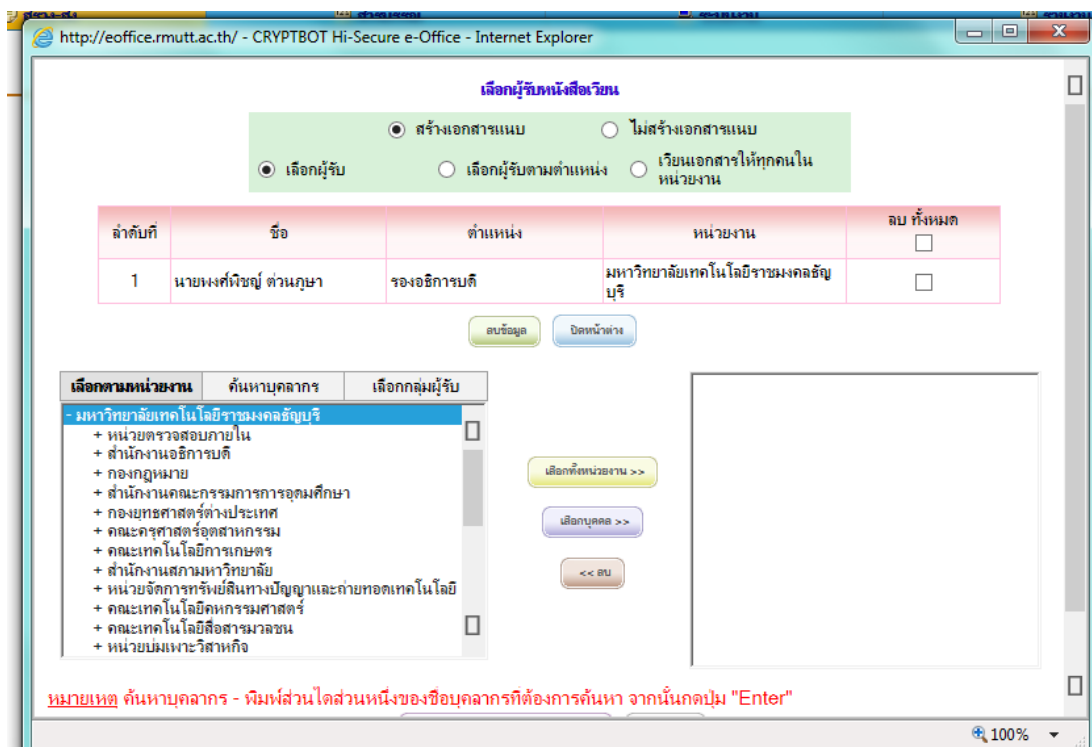 http://eoffice.rmutt.ac.th/ - CRYPTBOT Hi-Secure e-Office - Internet Explorer
เลือกผู้รับหนังสือเวียน
สร้างเอกสารแนบ ไม่สร้างเอกสารแนบ
เลือกผู้รับ เลือกผู้รับตามตำแหน่ง เวียนเอกสารให้ทุกคนใน
หน่วยงาน
ลำดับที่ ชื่อ ตำแหน่ง หน่วยงาน ลบ ทั้งหมด
1 นายพงศ์พิชญ์ ต่วนภูษา รองอธิการบดี มหาวิทยาลัยเทคโนโลยีราชมงคลธัญ
บุรี
ลบข้อมูล ปิดหน้าต่าง
เลือกตามหน่วยงาน ค้นหาบุคลากร เลือกกลุ่มผู้รับ
- มหาวิทยาลัยเทคโนโลยีราชมงคลธัญบุรี
+ หน่วยตรวจสอบภายใน
+ สำนักงานอธิการบดี
+ กองกฎหมาย
+ สำนักงานคณะกรรมการการอุดมศึกษา
+ กองยุทธศาสตร์ต่างประเทศ
+ คณะครุศาสตร์อุตสาหกรรม
+ คณะเทคโนโลยีการเกษตร
+ สำนักงานสภามหาวิทยาลัย
+ หน่วยจัดการทรัพย์สินทางปัญญาและถ่ายทอดเทคโนโลยี
+ คณะเทคโนโลยีคหกรรมศาสตร์
+ คณะเทคโนโลยีสื่อสารมวลชน
+ หน่วยบ่มเพาะวิสาหกิจ
เลือกทั้งหน่วยงาน >>
เลือกบุคคล >>
<< ลบ
หมายเหตุ ค้นหาบุคลากร - พิมพ์ส่วนใดส่วนหนึ่งของชื่อบุคลากรที่ต้องการค้นหา จากนั้นกดปุ่ม "Enter"
100%